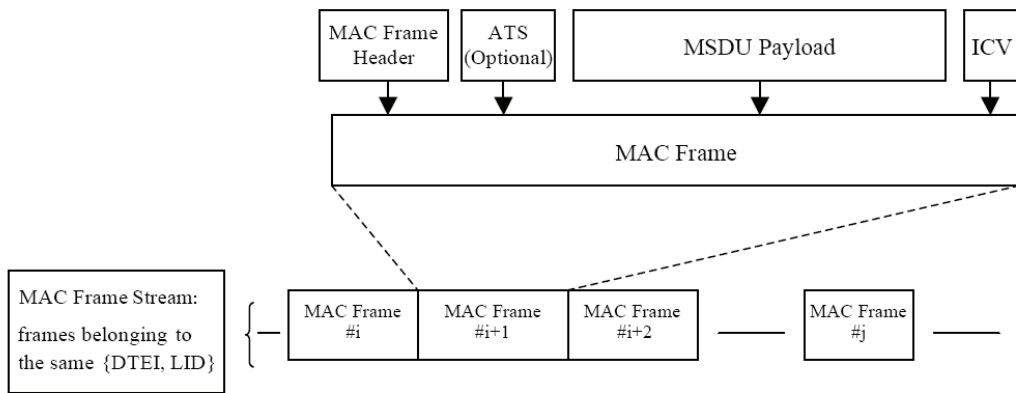 MAC Frame
Header
ATS
(Optional)
MSDU Payload
ICV
MAC Frame
MAC Frame Stream:
frames belonging to
the same {DTEI, LID}
MAC Frame
#i
MAC Frame
#i+1
MAC Frame
#i+2
MAC Frame
#j